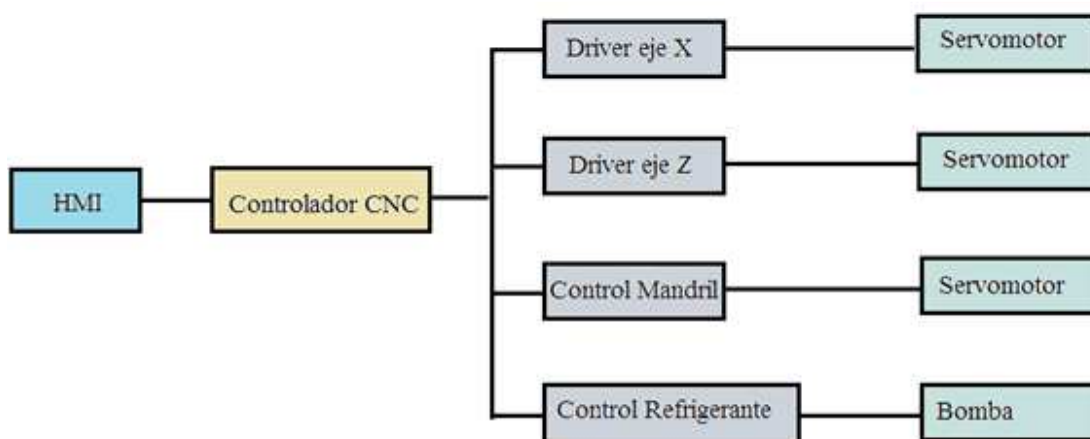 Driver eje X
Servomotor
Driver eje Z
Servomotor
HMI
Controlador CNC
Control Mandril
Servomotor
Control Refrigerante
Bomba